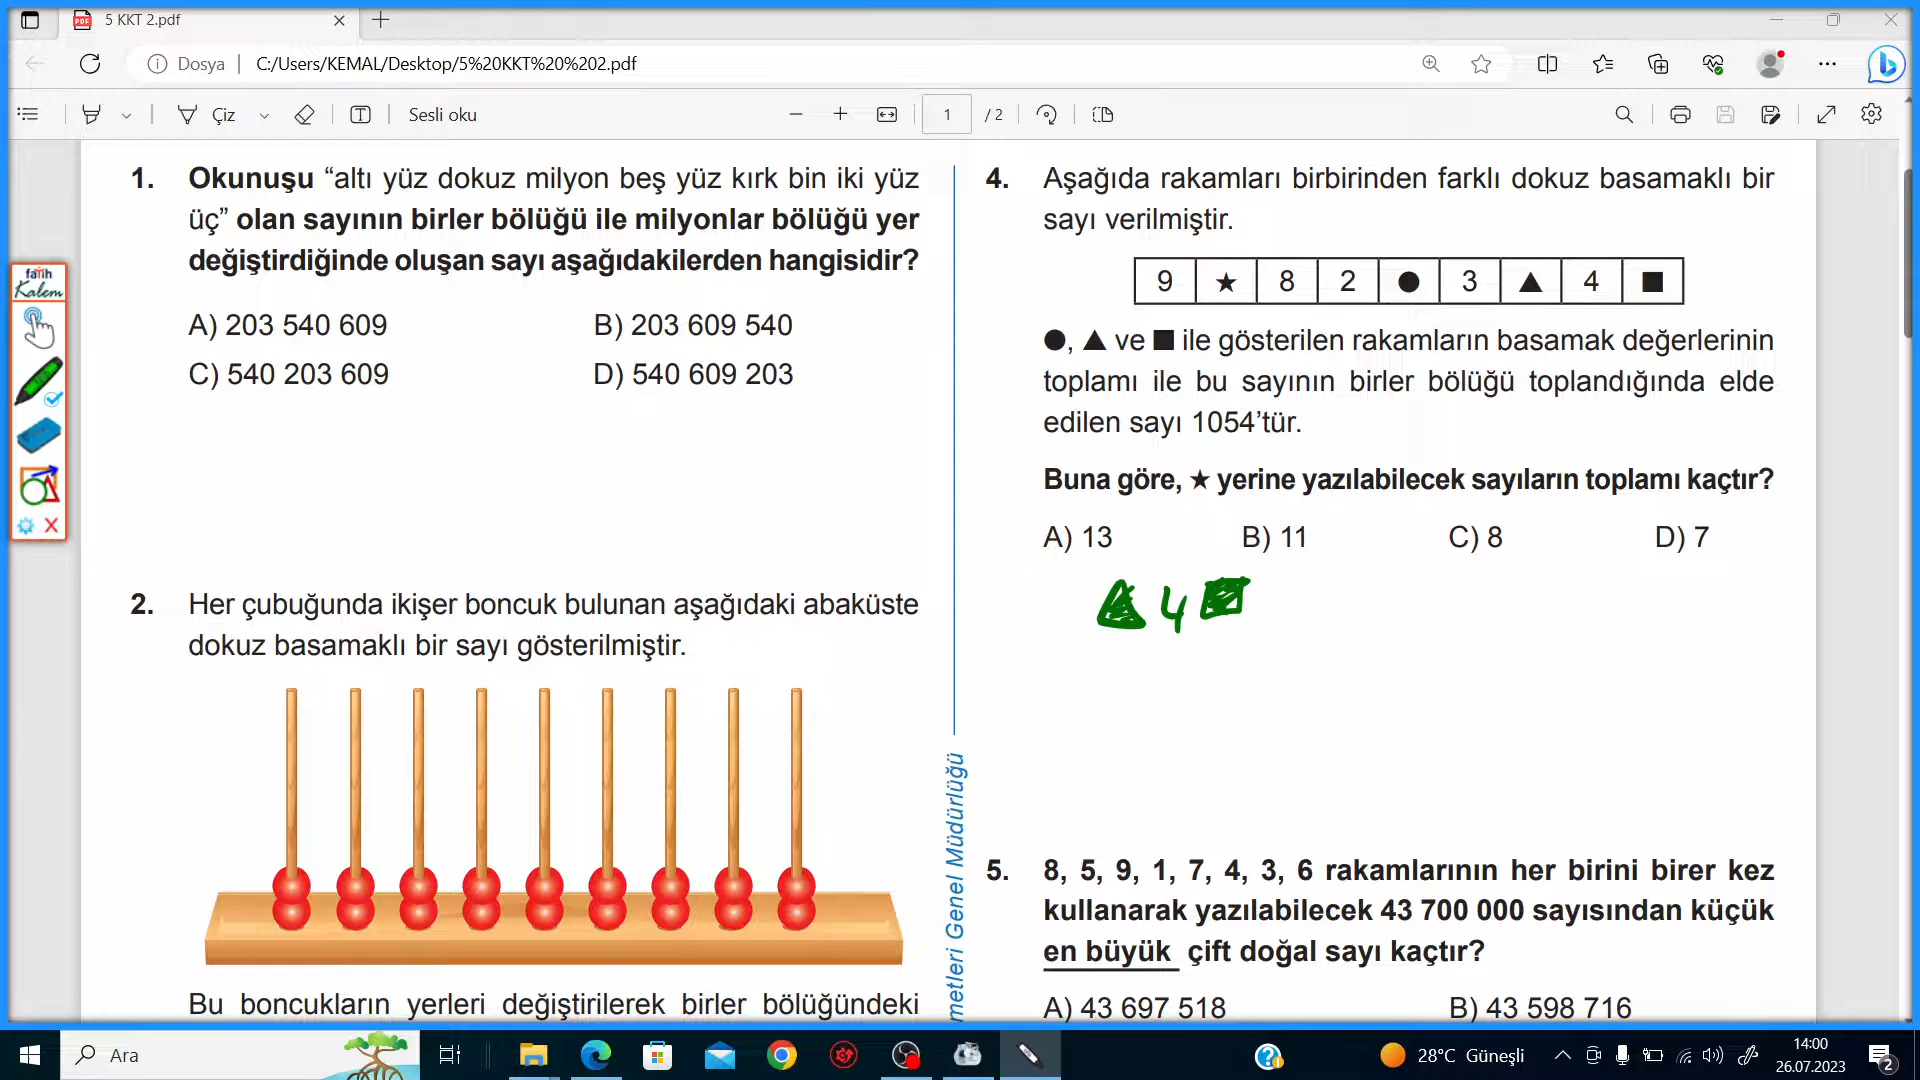 5 KKT 2.pdf
Dosya
C:/Users/KEMAL/Desktop/5%20KKT%20%202.pdf
Çiz
Sesli oku
1
/ 2
fatih
Kalem
1. Okunuşu “altı yüz dokuz milyon beş yüz kırk bin iki yüz
üç” olan sayının birler bölüğü ile milyonlar bölüğü yer
değiştirdiğinde oluşan sayı aşağıdakilerden hangisidir?
A) 203 540 609 B) 203 609 540
C) 540 203 609 D) 540 609 203
2. Her çubuğunda ikişer boncuk bulunan aşağıdaki abaküste
dokuz basamaklı bir sayı gösterilmiştir.
Bu boncukların yerleri değiştirilerek birler bölüğündeki
metleri Genel Müdürlüğü
4. Aşağıda rakamları birbirinden farklı dokuz basamaklı bir
sayı verilmiştir.
9 ★ 8 2 ● 3 ▲ 4 ■
●, ▲ ve ■ ile gösterilen rakamların basamak değerlerinin
toplamı ile bu sayının birler bölüğü toplandığında elde
edilen sayı 1054’tür.
Buna göre, ★ yerine yazılabilecek sayıların toplamı kaçtır?
A) 13 B) 11 C) 8 D) 7
▲ 4 ■
5. 8, 5, 9, 1, 7, 4, 3, 6 rakamlarının her birini birer kez
kullanarak yazılabilecek 43 700 000 sayısından küçük
en büyük çift doğal sayı kaçtır?
A) 43 697 518 B) 43 598 716
Ara
28°C Güneşli
14:00
26.07.2023
2